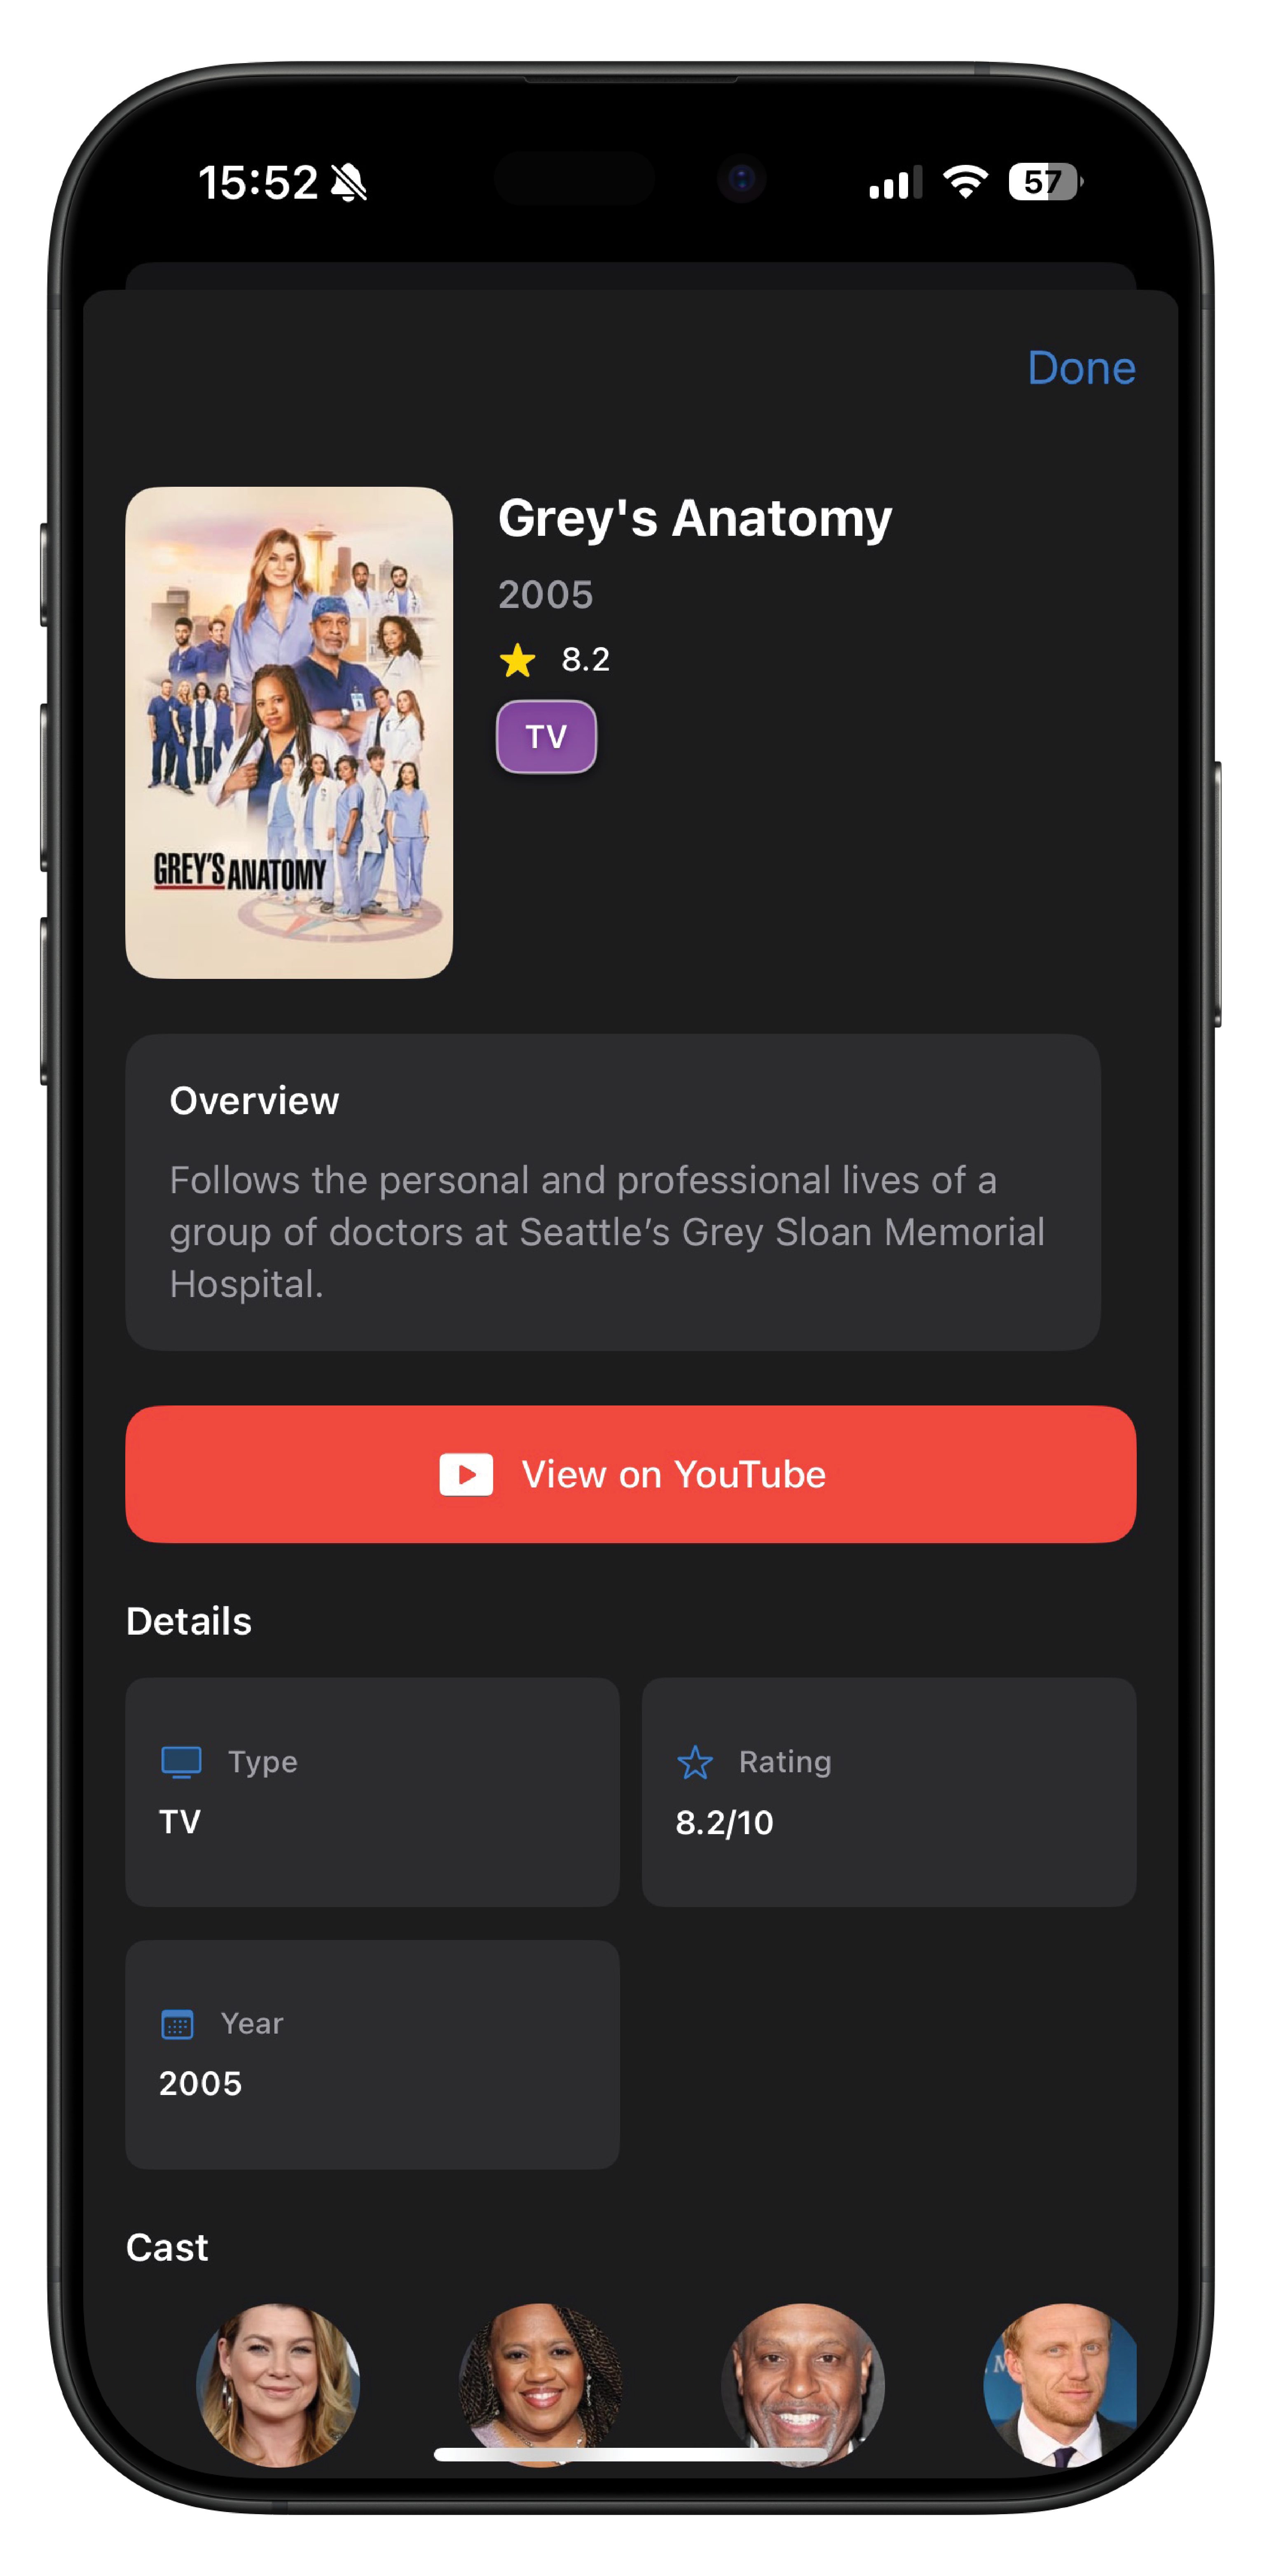 15:52
57
Done
Grey's Anatomy
2005
8.2
TV
GREY'S ANATOMY
Overview
Follows the personal and professional lives of a
group of doctors at Seattle’s Grey Sloan Memorial
Hospital.
View on YouTube
Details
Type
TV
Rating
8.2/10
Year
2005
Cast
M